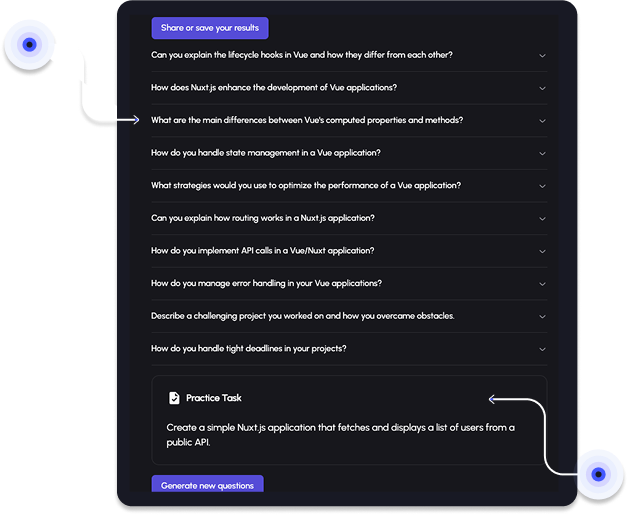 Share or save your results
Can you explain the lifecycle hooks in Vue and how they differ from each other?
How does Nuxt.js enhance the development of Vue applications?
What are the main differences between Vue's computed properties and methods?
How do you handle state management in a Vue application?
What strategies would you use to optimize the performance of a Vue application?
Can you explain how routing works in a Nuxt.js application?
How do you implement API calls in a Vue/Nuxt application?
How do you manage error handling in your Vue applications?
Describe a challenging project you worked on and how you overcame obstacles.
How do you handle tight deadlines in your projects?
Practice Task
Create a simple Nuxt.js application that fetches and displays a list of users from a
public API.
Generate new questions